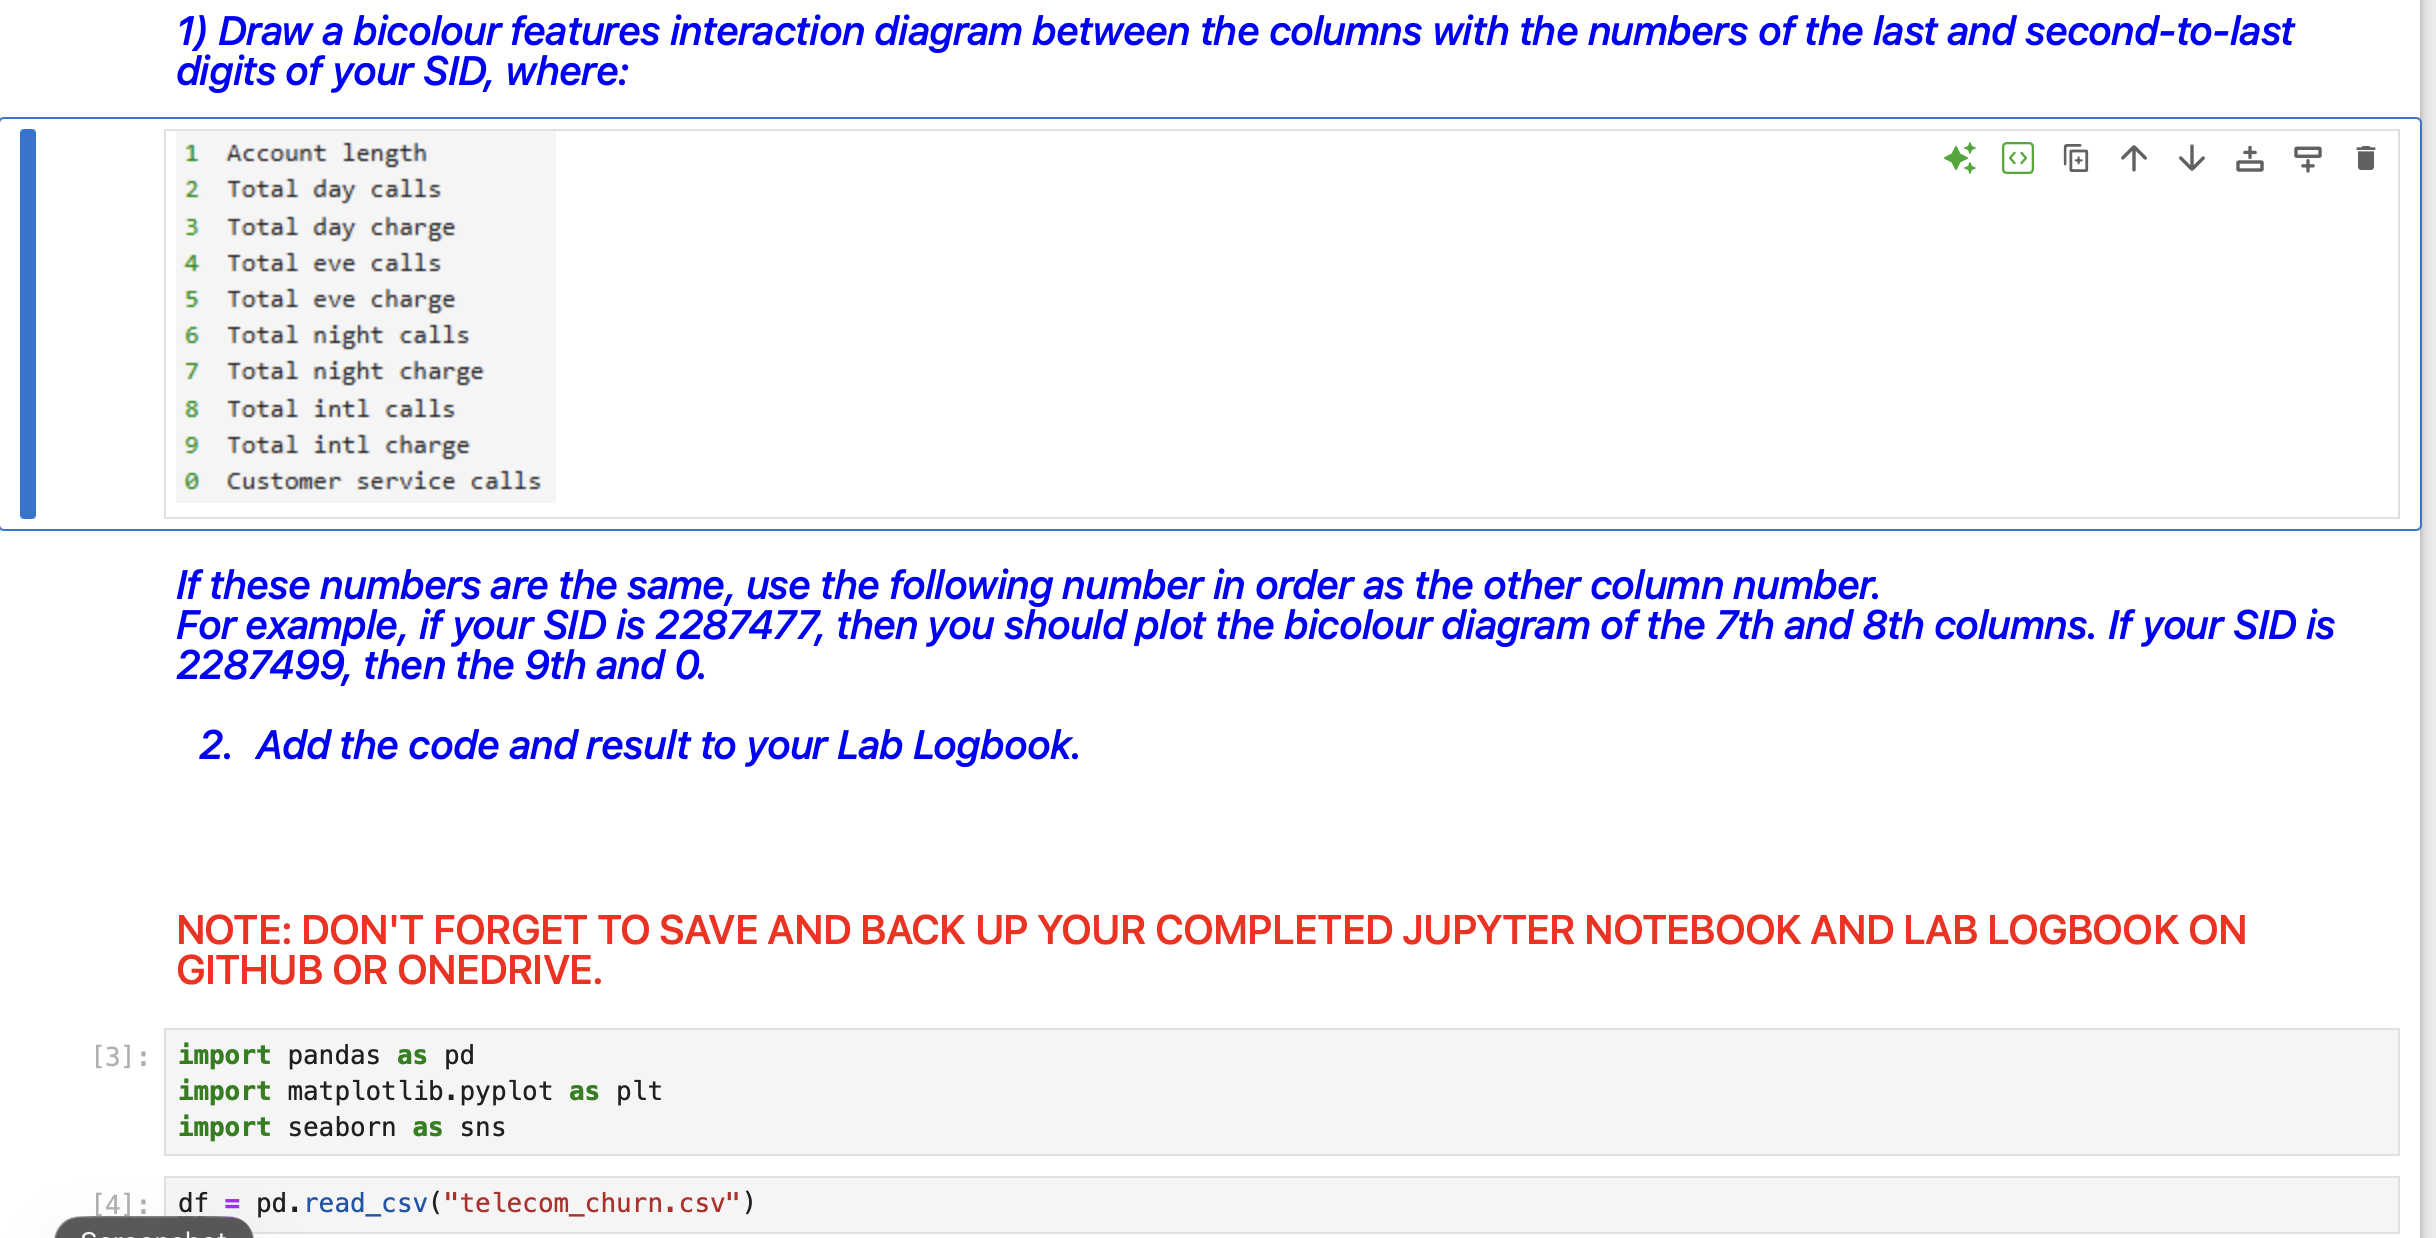 1) Draw a bicolour features interaction diagram between the columns with the numbers of the last and second-to-last
digits of your SID, where:
1 Account length
2 Total day calls
3 Total day charge
4 Total eve calls
5 Total eve charge
6 Total night calls
7 Total night charge
8 Total intl calls
9 Total intl charge
0 Customer service calls
If these numbers are the same, use the following number in order as the other column number.
For example, if your SID is 2287477, then you should plot the bicolour diagram of the 7th and 8th columns. If your SID is
2287499, then the 9th and 0.
2. Add the code and result to your Lab Logbook.
NOTE: DON'T FORGET TO SAVE AND BACK UP YOUR COMPLETED JUPYTER NOTEBOOK AND LAB LOGBOOK ON
GITHUB OR ONEDRIVE.
[3]: import pandas as pd
import matplotlib.pyplot as plt
import seaborn as sns
[4]: df = pd.read_csv("telecom_churn.csv")
Screenshot